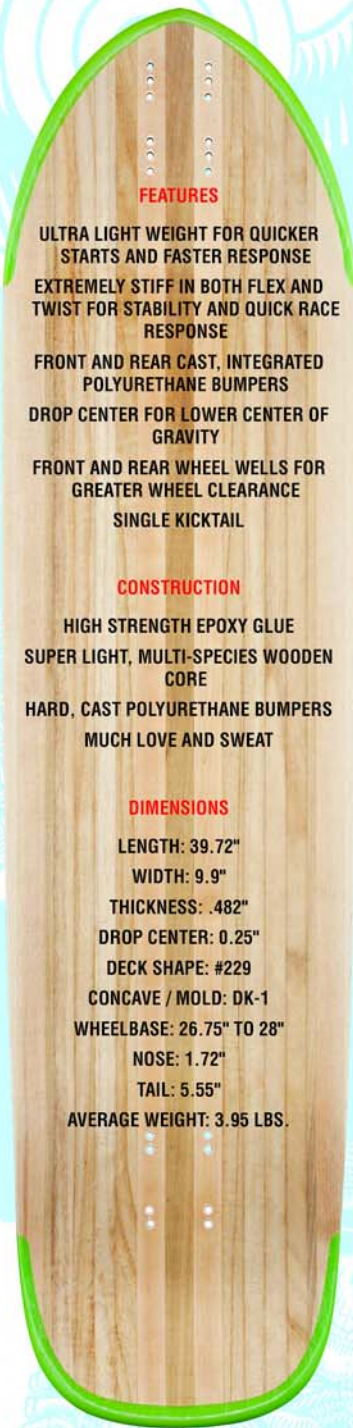 FEATURES
ULTRA LIGHT WEIGHT FOR QUICKER
STARTS AND FASTER RESPONSE
EXTREMELY STIFF IN BOTH FLEX AND
TWIST FOR STABILITY AND QUICK RACE
RESPONSE
FRONT AND REAR CAST, INTEGRATED
POLYURETHANE BUMPERS
DROP CENTER FOR LOWER CENTER OF
GRAVITY
FRONT AND REAR WHEEL WELLS FOR
GREATER WHEEL CLEARANCE
SINGLE KICKTAIL
CONSTRUCTION
HIGH STRENGTH EPOXY GLUE
SUPER LIGHT, MULTI-SPECIES WOODEN
CORE
HARD, CAST POLYURETHANE BUMPERS
MUCH LOVE AND SWEAT
DIMENSIONS
LENGTH: 39.72"
WIDTH: 9.9"
THICKNESS: .482"
DROP CENTER: 0.25"
DECK SHAPE: #229
CONCAVE / MOLD: DK-1
WHEELBASE: 26.75" TO 28"
NOSE: 1.72"
TAIL: 5.55"
AVERAGE WEIGHT: 3.95 LBS.